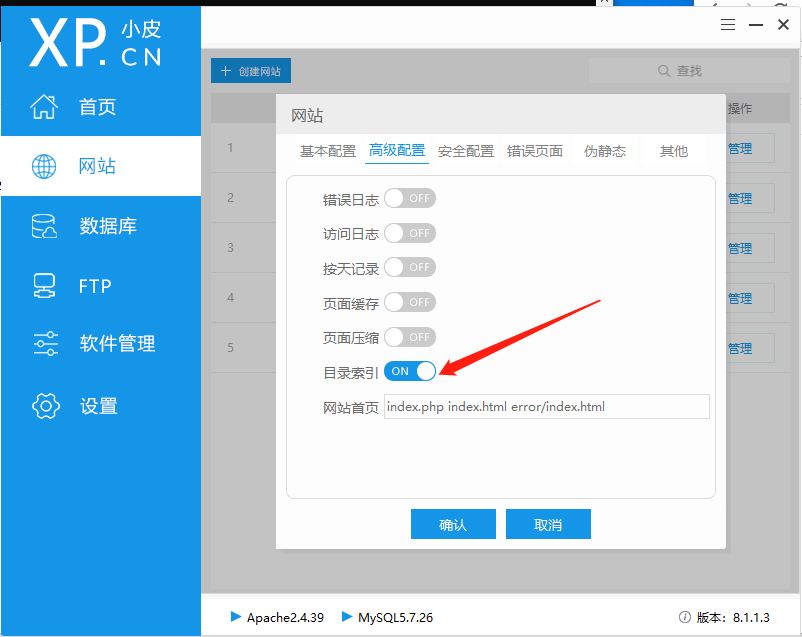 XP.CN 小皮
首页
网站
数据库
FTP
软件管理
设置
+ 创建网站
查找
操作
1
管理
2
管理
3
管理
4
管理
5
管理
网站
基本配置 高级配置 安全配置 错误页面 伪静态 其他
错误日志 OFF
访问日志 OFF
按天记录 OFF
页面缓存 OFF
页面压缩 OFF
目录索引 ON
网站首页 index.php index.html error/index.html
确认 取消
Apache2.4.39 MySQL5.7.26 版本: 8.1.1.3